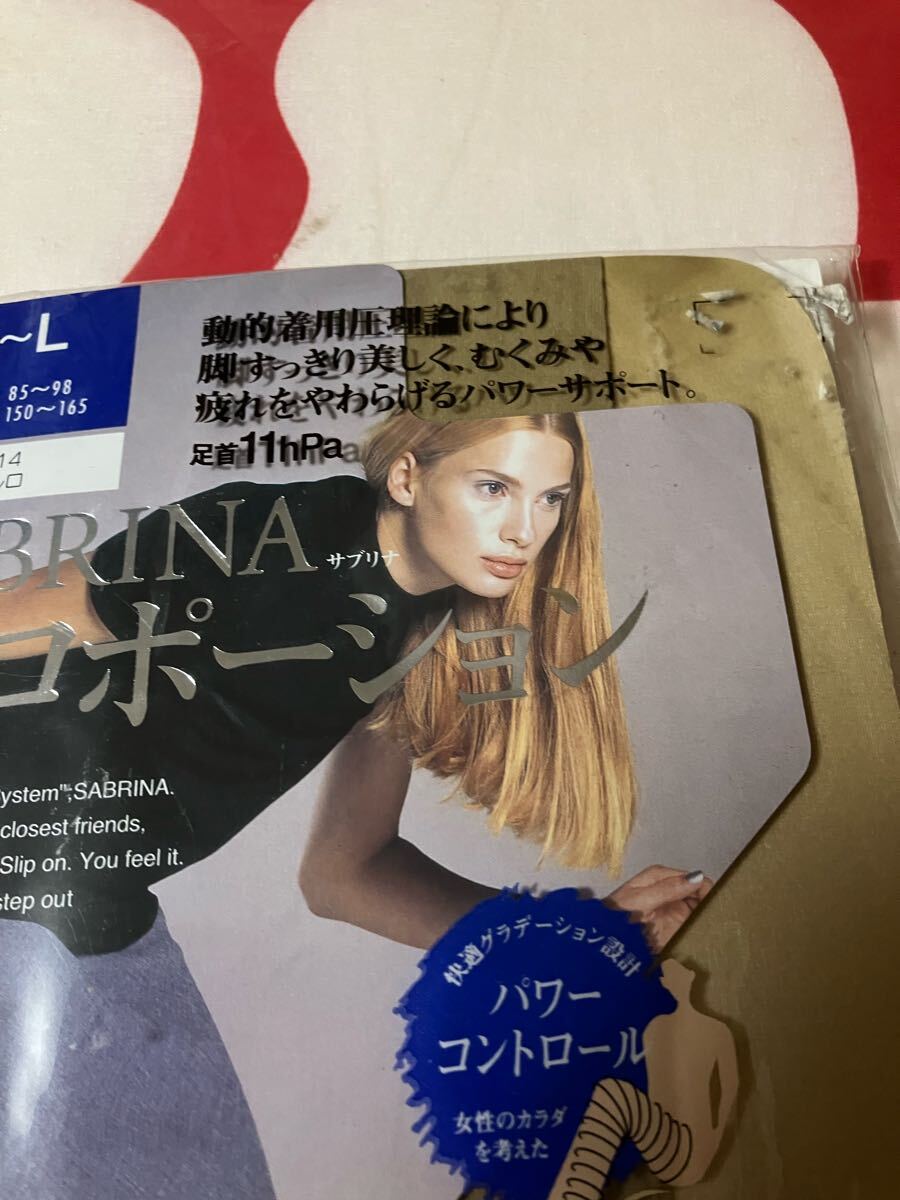 ~L
85～98
150～165
14
動的着用圧理論により
脚すっきり美しく、むくみや
疲れをやわらげるパワーサポート。
足首11hPa
BRINA サブリナ
コポーション
ystem",SABRINA.
closest friends,
Slip on. You feel it.
step out
快適グラデーション設計
パワー
コントロール
女性のカラダ
を考えた